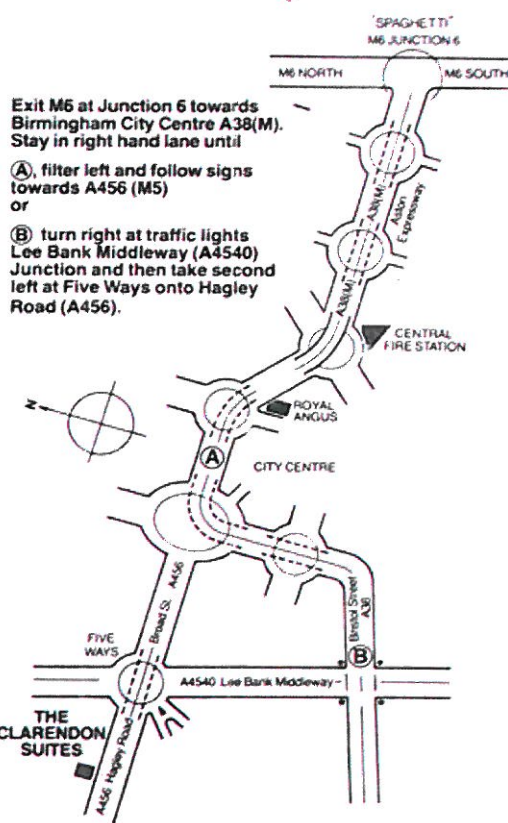 "SPAGHETTI"
M6 JUNCTION 6
M6 NORTH
M6 SOUTH
Exit M6 at Junction 6 towards
Birmingham City Centre A38(M).
Stay in right hand lane until
Ⓐ, filter left and follow signs
towards A456 (M5)
or
Ⓑ turn right at traffic lights
Lee Bank Middleway (A4540)
Junction and then take second
left at Five Ways onto Hagley
Road (A456).
A38(M)
Aston
Expressway
A38(M)
CENTRAL
FIRE STATION
ROYAL
ANGUS
N
A
CITY CENTRE
Broad St. A456
Bristol Street
A38
B
FIVE
WAYS
A4540 Lee Bank Middleway
THE
CLARENDON
SUITES
A456 Hagley Road